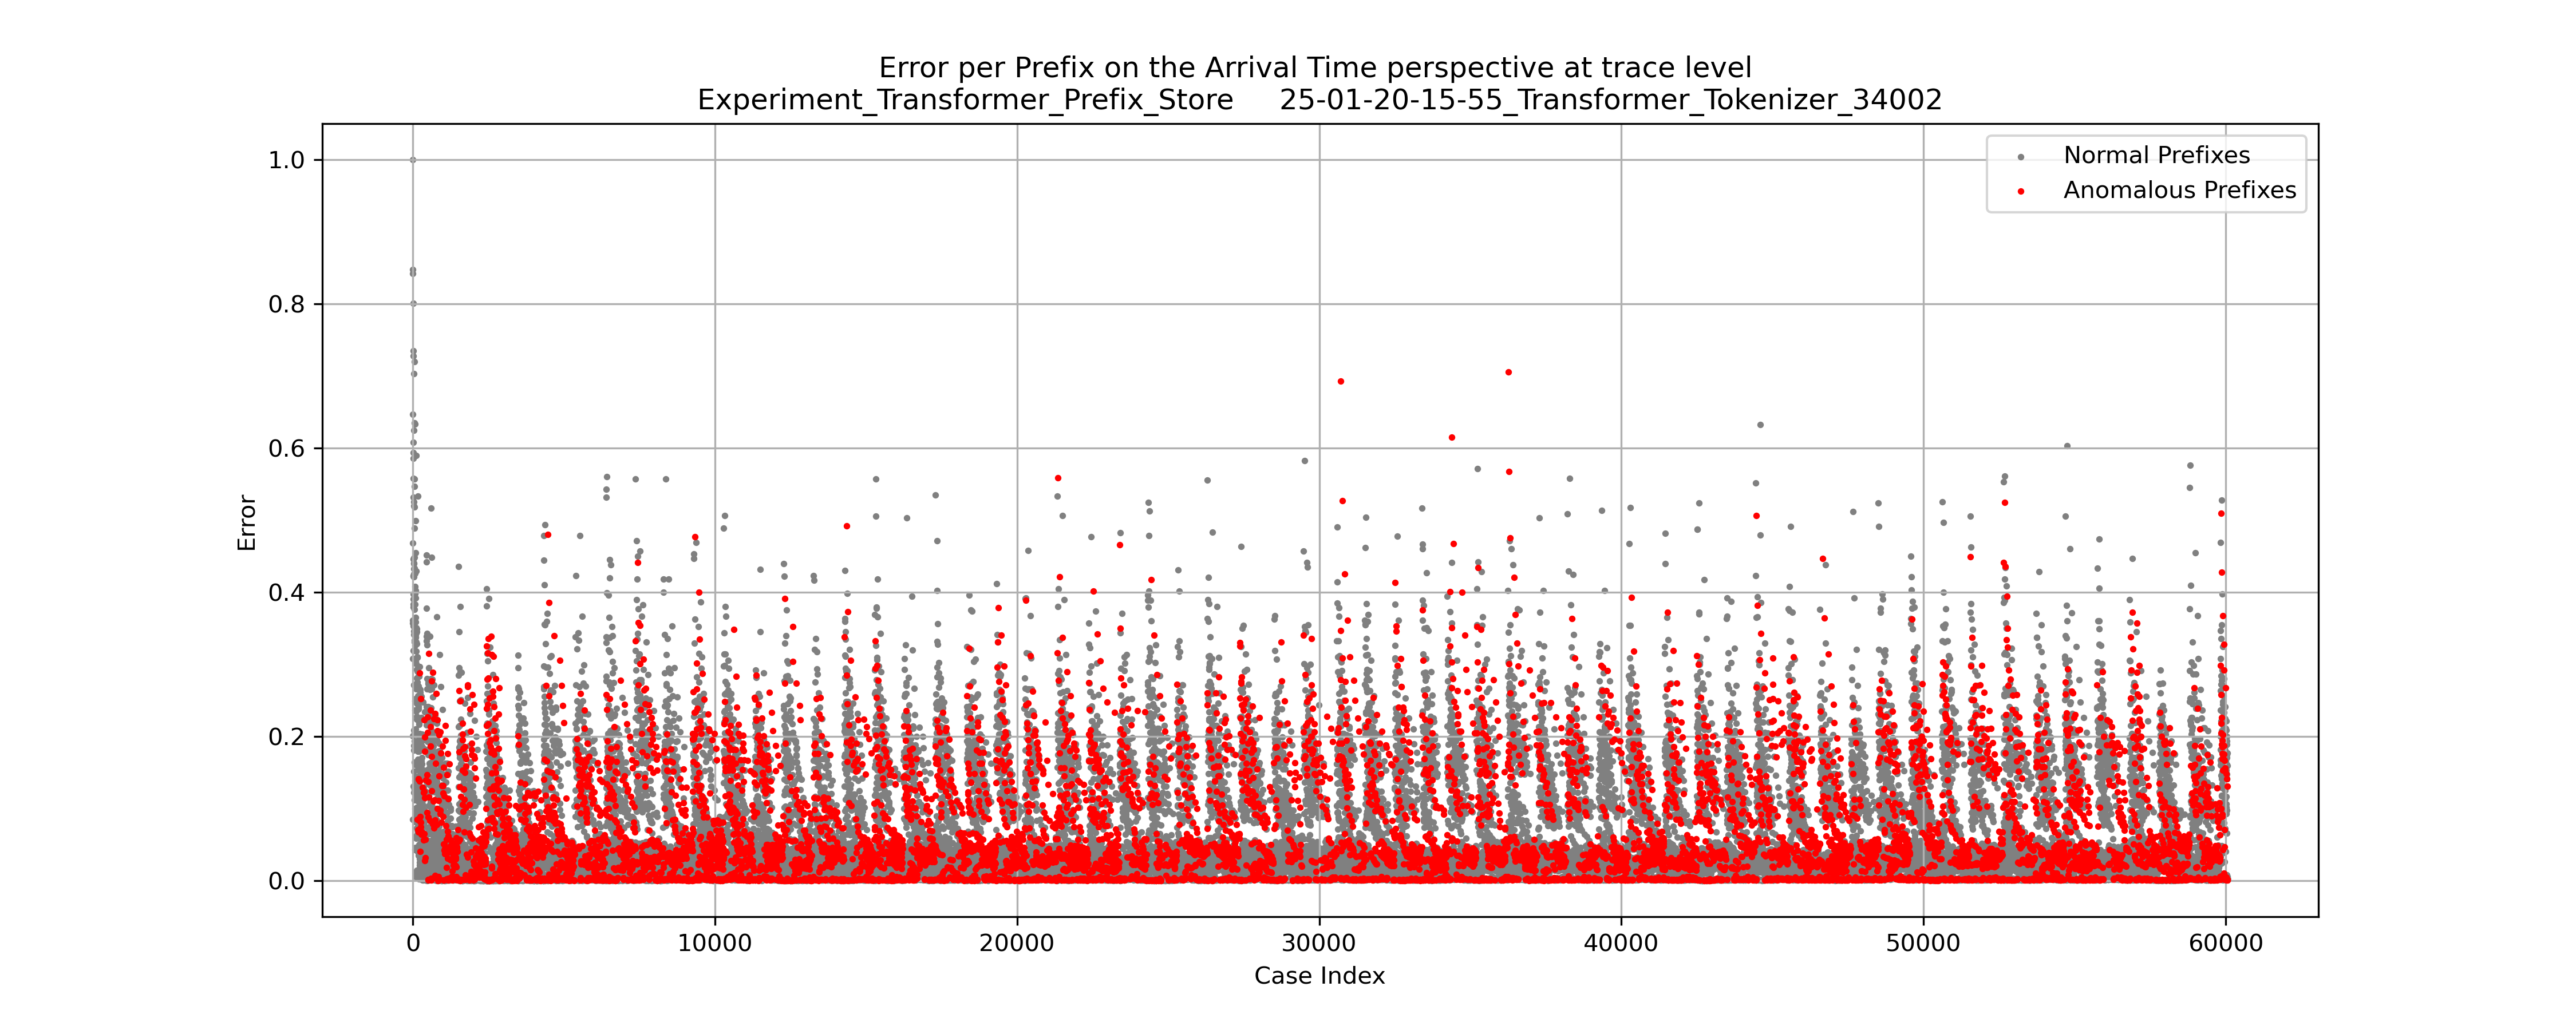 Error per Prefix on the Arrival Time perspective at trace level
Experiment_Transformer_Prefix_Store 25-01-20-15-55_Transformer_Tokenizer_34002
Normal Prefixes
Anomalous Prefixes
1.0
0.8
0.6
0.4
0.2
0.0
Error
0 10000 20000 30000 40000 50000 60000
Case Index